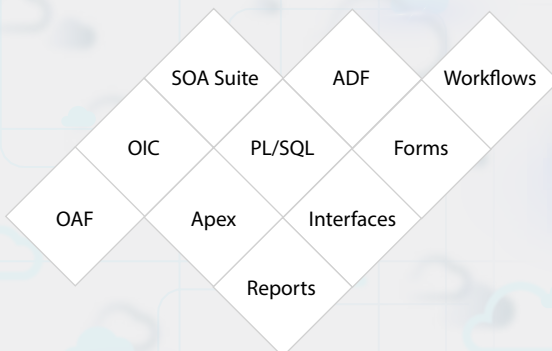 SOA Suite
ADF
Workflows
OIC
PL/SQL
Forms
OAF
Apex
Interfaces
Reports